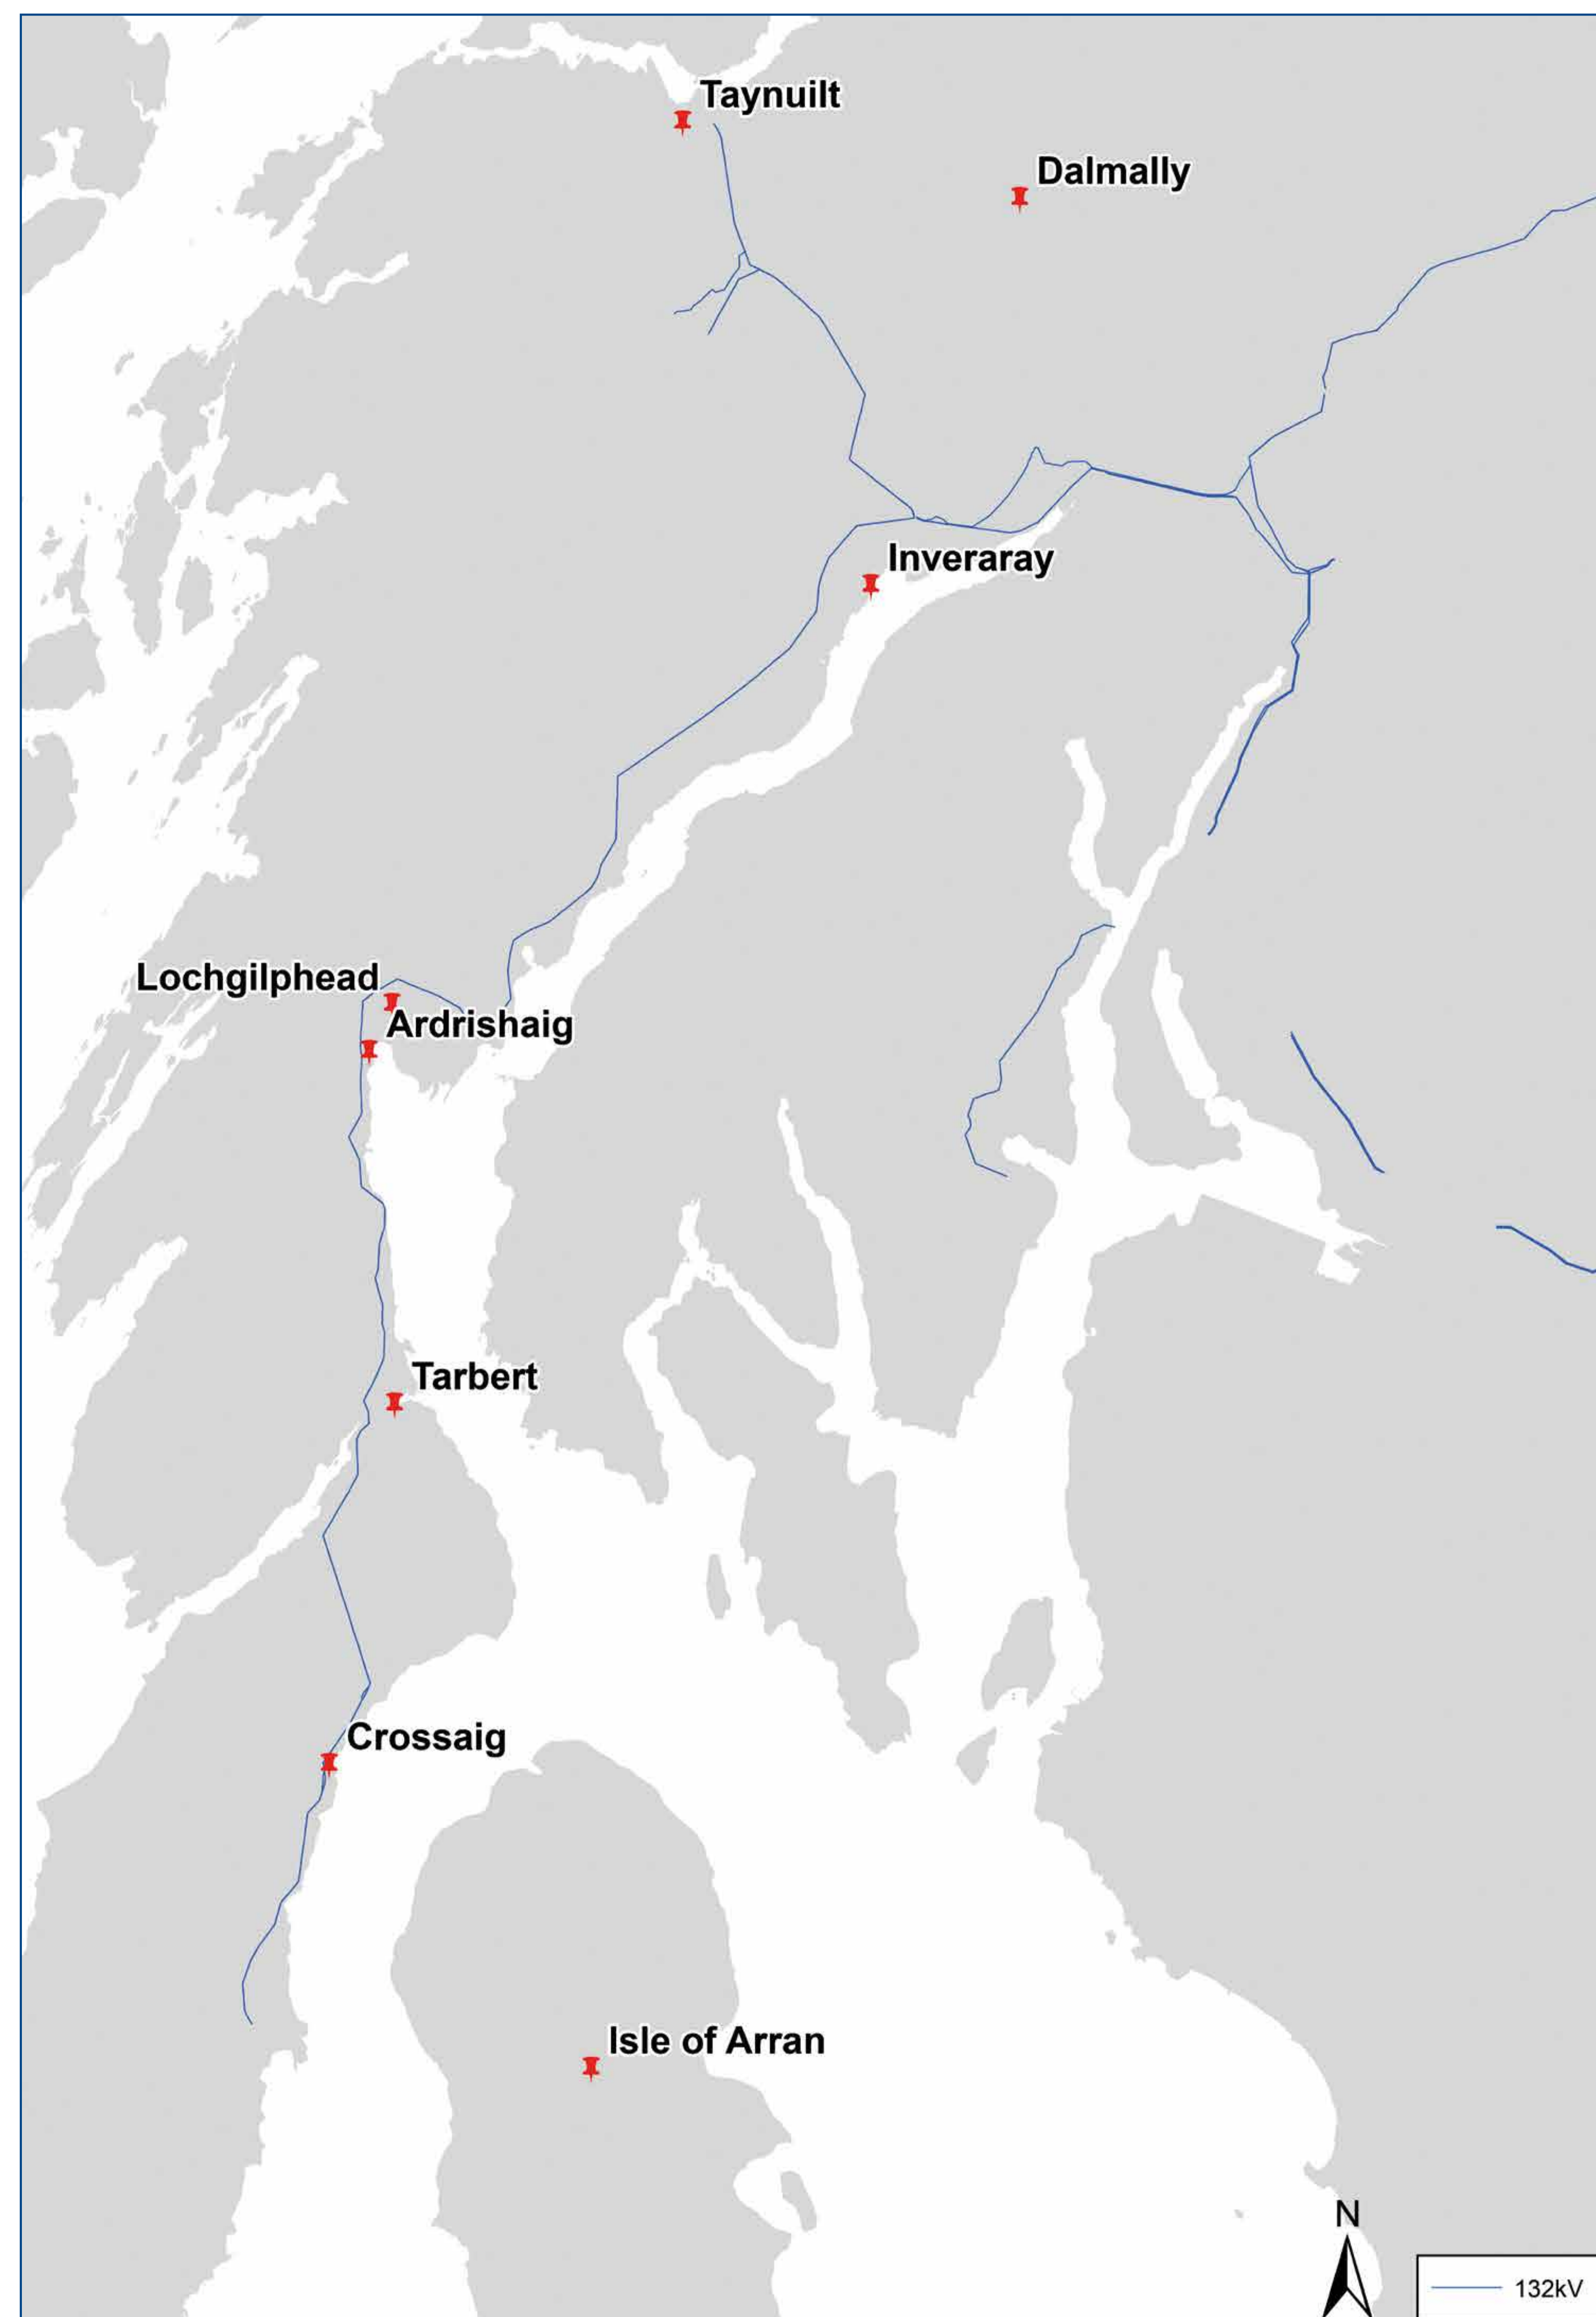 Taynuilt
Dalmally
Inveraray
Lochgilphead
Ardrishaig
Tarbert
Crossaig
Isle of Arran
N
132kV